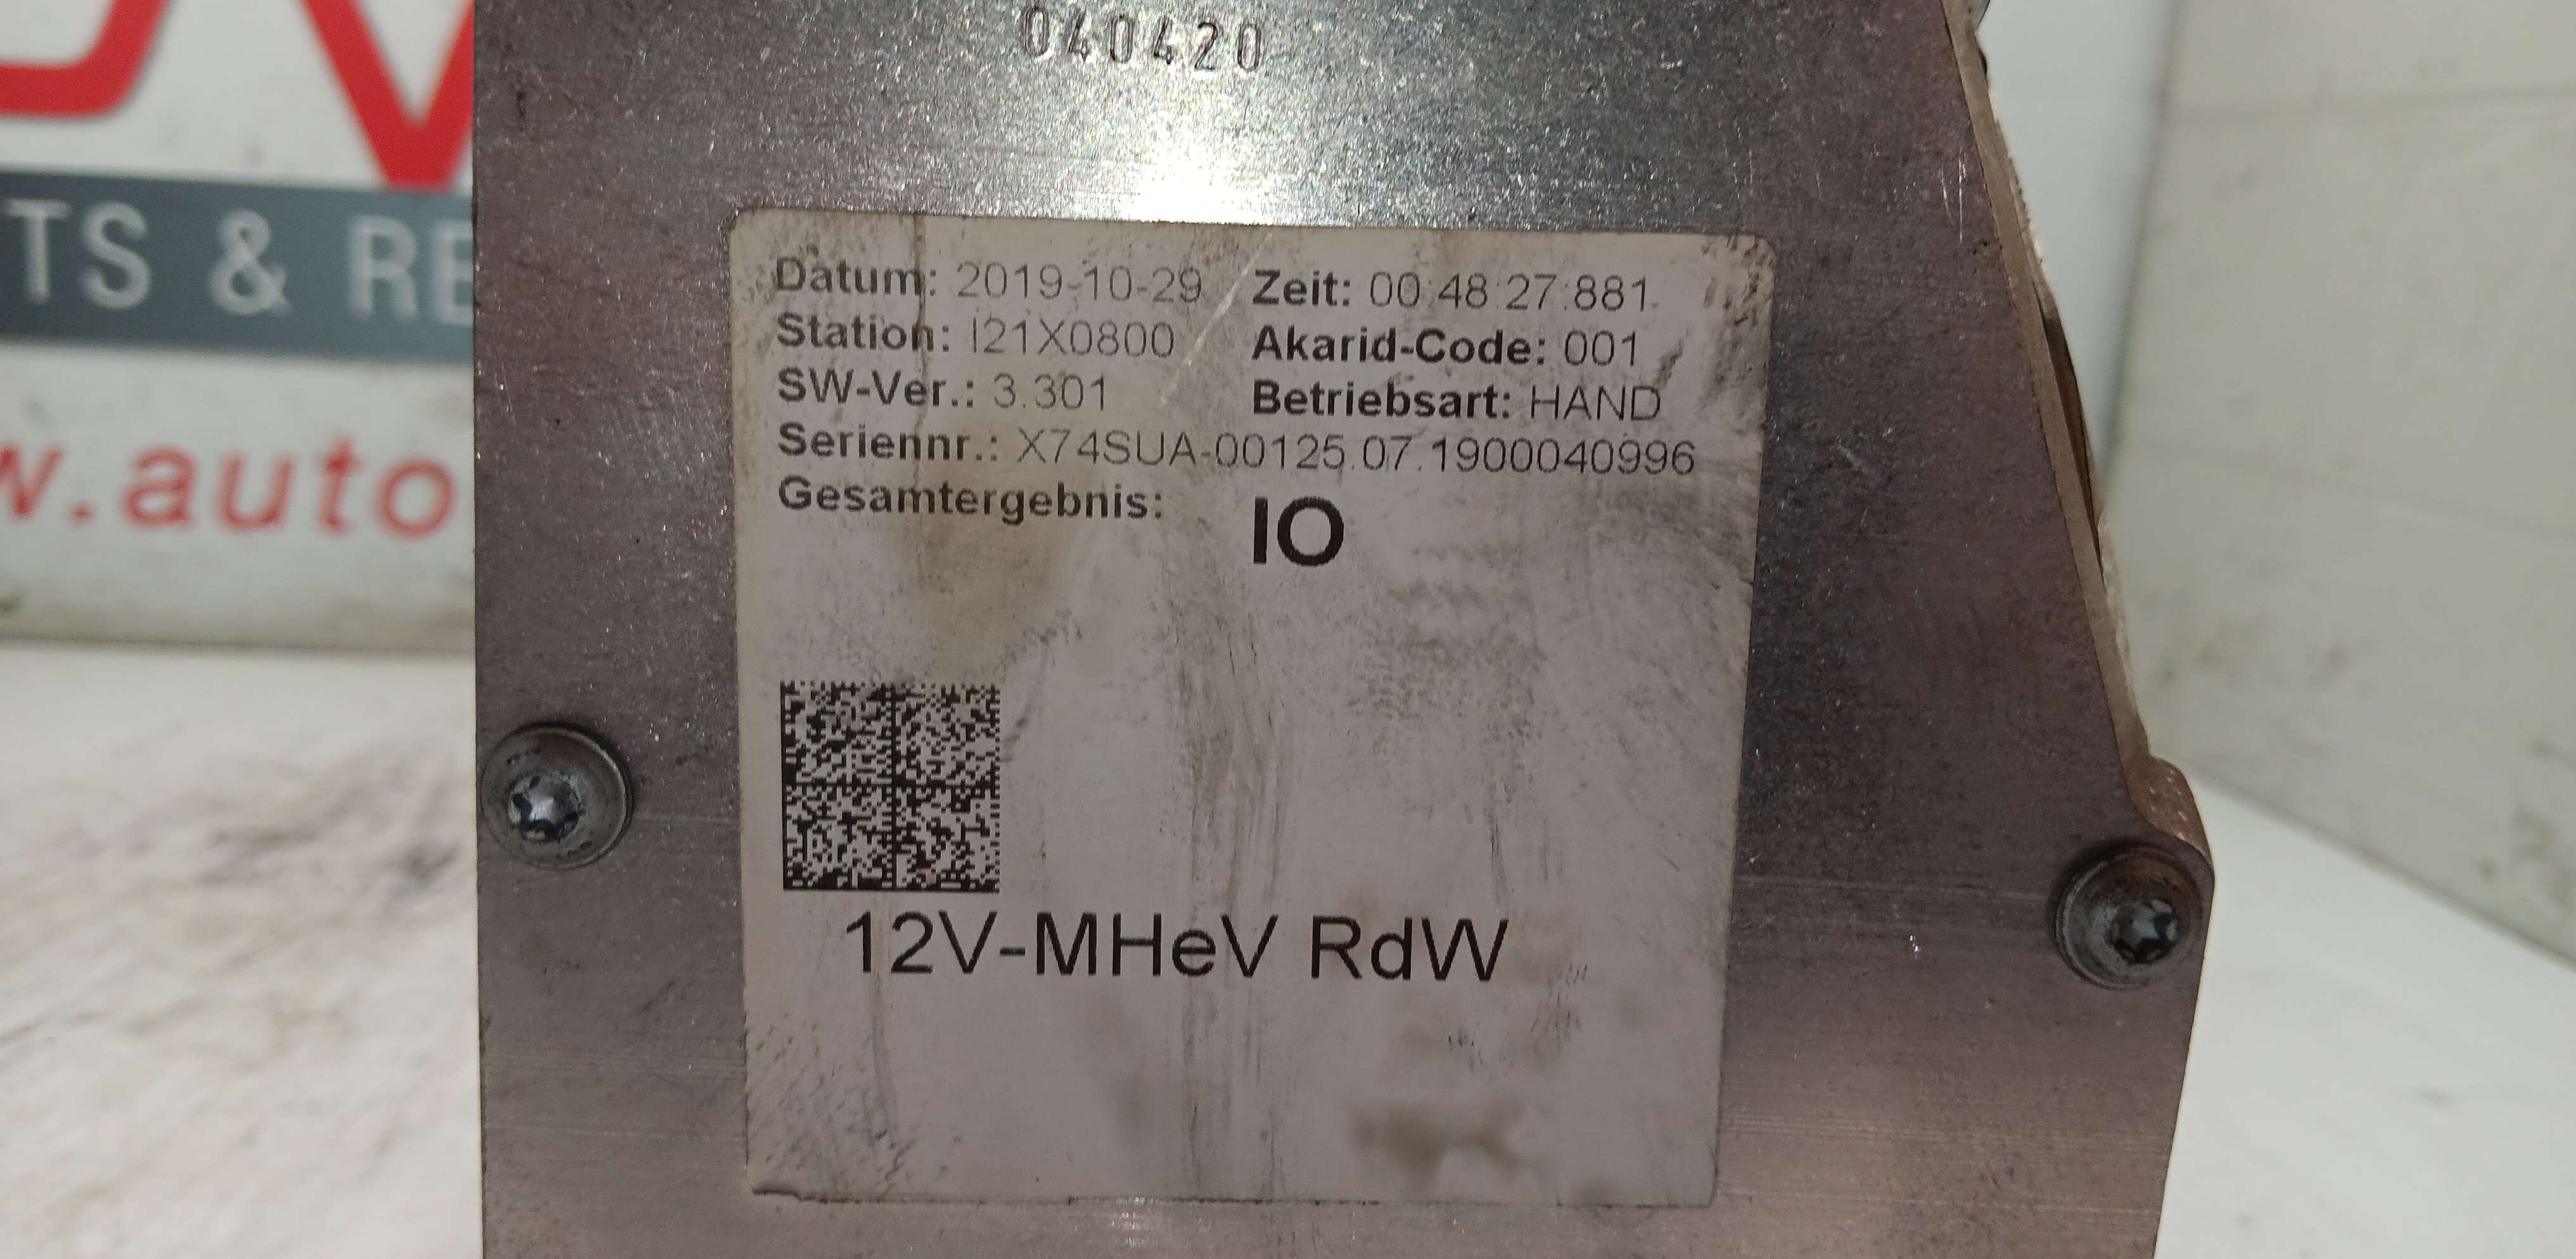 040420
TS & RE
w.auto
Datum: 2019-10-29 Zeit: 00:48:27:881
Station: I21X0800 Akarid-Code: 001
SW-Ver.: 3.301 Betriebsart: HAND
Seriennr.: X74SUA-00125.07.1900040996
Gesamtergebnis: IO
12V-MHeV RdW